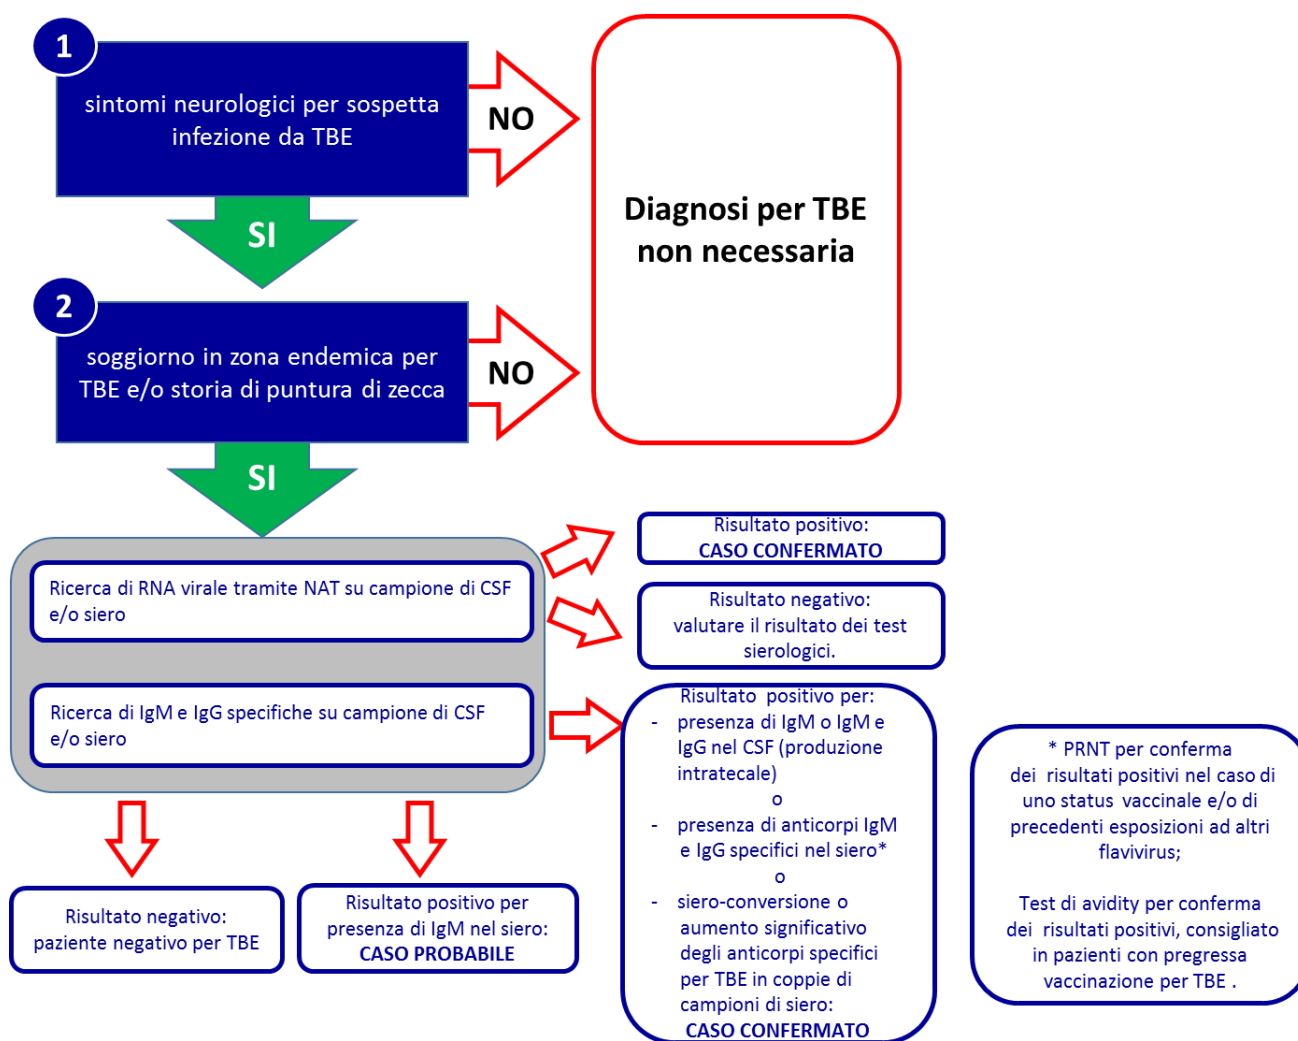 1
sintomi neurologici per sospetta
infezione da TBE
NO
SI
Diagnosi per TBE
non necessaria
2
soggiorno in zona endemica per
TBE e/o storia di puntura di zecca
NO
SI
Ricerca di RNA virale tramite NAT su campione di CSF
e/o siero
Risultato positivo:
CASO CONFERMATO
Risultato negativo:
valutare il risultato dei test
sierologici.
Ricerca di IgM e IgG specifiche su campione di CSF
e/o siero
Risultato positivo per:
- presenza di IgM o IgM e
IgG nel CSF (produzione
intratecale)
o
- presenza di anticorpi IgM
e IgG specifici nel siero*
o
- siero-conversione o
aumento significativo
degli anticorpi specifici
per TBE in coppie di
campioni di siero:
CASO CONFERMATO
* PRNT per conferma
dei risultati positivi nel caso di
uno status vaccinale e/o di
precedenti esposizioni ad altri
flavivirus;
Test di avidity per conferma
dei risultati positivi, consigliato
in pazienti con pregressa
vaccinazione per TBE .
Risultato negativo:
paziente negativo per TBE
Risultato positivo per
presenza di IgM nel siero:
CASO PROBABILE